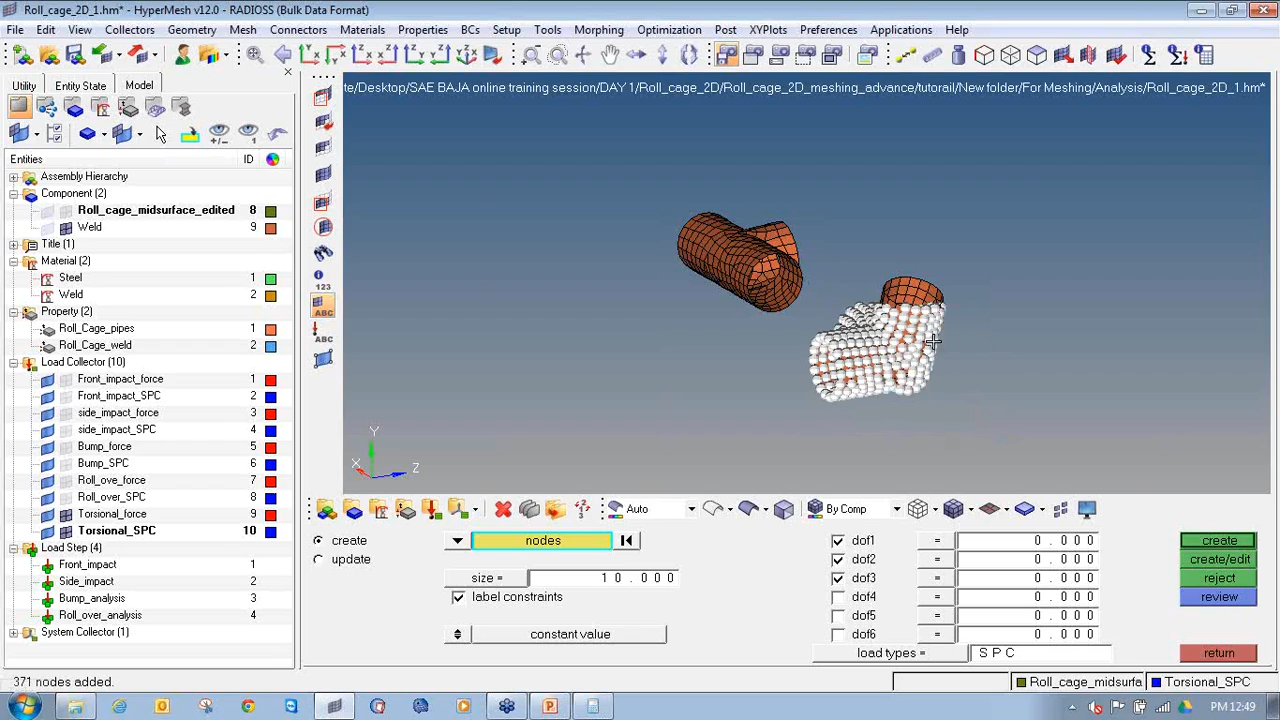 Roll_cage_2D_1.hm* - HyperMesh v12.0 - RADIOSS (Bulk Data Format)
File Edit View Collectors Geometry Mesh Connectors Materials Properties BCs Setup Tools Morphing Optimization Post XYPlots Preferences Applications Help
Utility Entity State Model
te/Desktop/SAE BAJA online training session/DAY 1/Roll_cage_2D/Roll_cage_2D_meshing_advance/tutorail/New folder/For Meshing/Analysis/Roll_cage_2D_1.hm*
Entities ID
Assembly Hierarchy
Component (2)
Roll_cage_midsurface_edited 8
Weld 9
Title (1)
Material (2)
Steel 1
Weld 2
Property (2)
Roll_Cage_pipes 1
Roll_Cage_weld 2
Load Collector (10)
Front_impact_force 1
Front_impact_SPC 2
side_impact_force 3
side_impact_SPC 4
Bump_force 5
Bump_SPC 6
Roll_ove_force 7
Roll_over_SPC 8
Torsional_force 9
Torsional_SPC 10
Load Step (4)
Front_impact 1
Side_impact 2
Bump_analysis 3
Roll_over_analysis 4
System Collector (1)
123
ABC
ABC
Y
X
Z
Auto By Comp
create nodes dof1 = 0.000 create
update dof2 = 0.000 create/edit
size = 10.000 dof3 = 0.000 reject
label constraints dof4 = 0.000 review
dof5 = 0.000
constant value dof6 = 0.000
load types = SPC return
371 nodes added. Roll_cage_midsurfa Torsional_SPC
PM 12:49